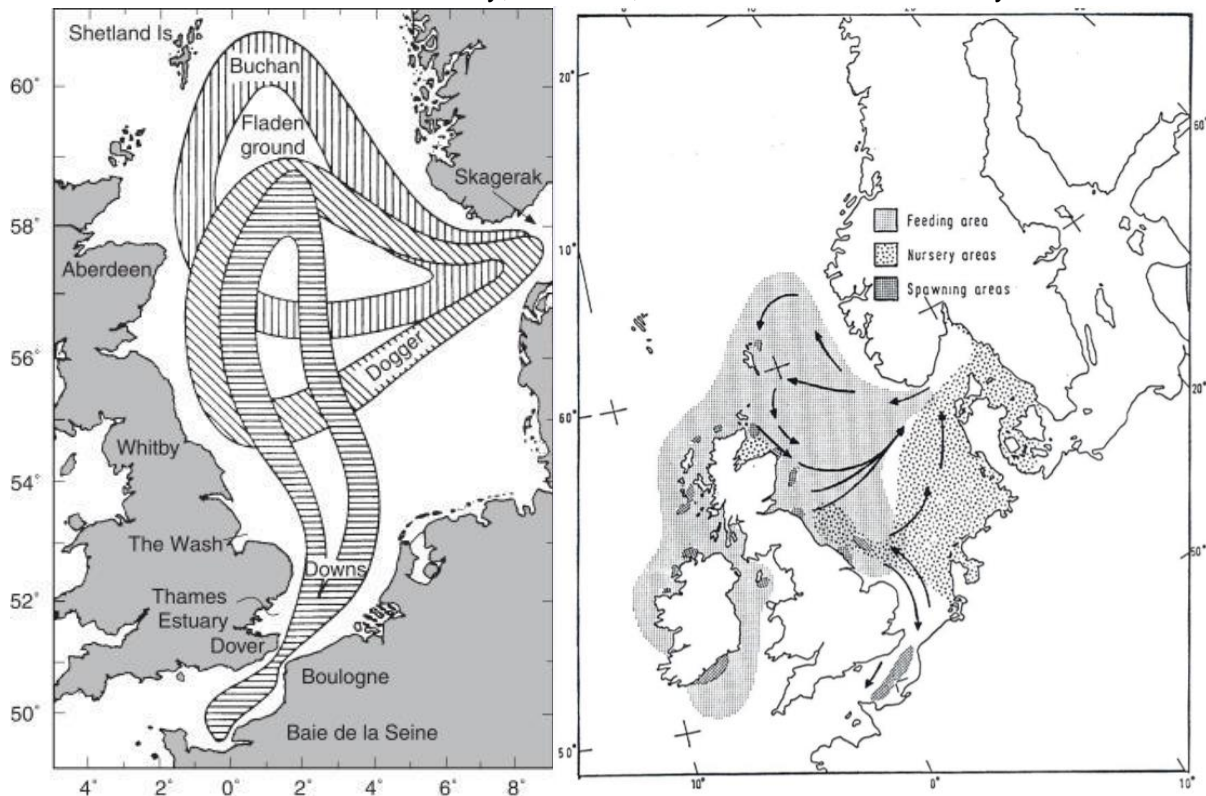 Shetland Is
Buchan
60°
Fladen
ground
Skagerak
58°
Aberdeen
56°
Dogger
Whitby
54°
The Wash
Downs
52°
Thames
Estuary
Dover
Boulogne
50°
Baie de la Seine
4°
2°
0°
2°
4°
6°
8°
20°
10°
Feeding area
Nursery areas
Spawning areas
20°
60°
50°
50°
10°
0°
10°